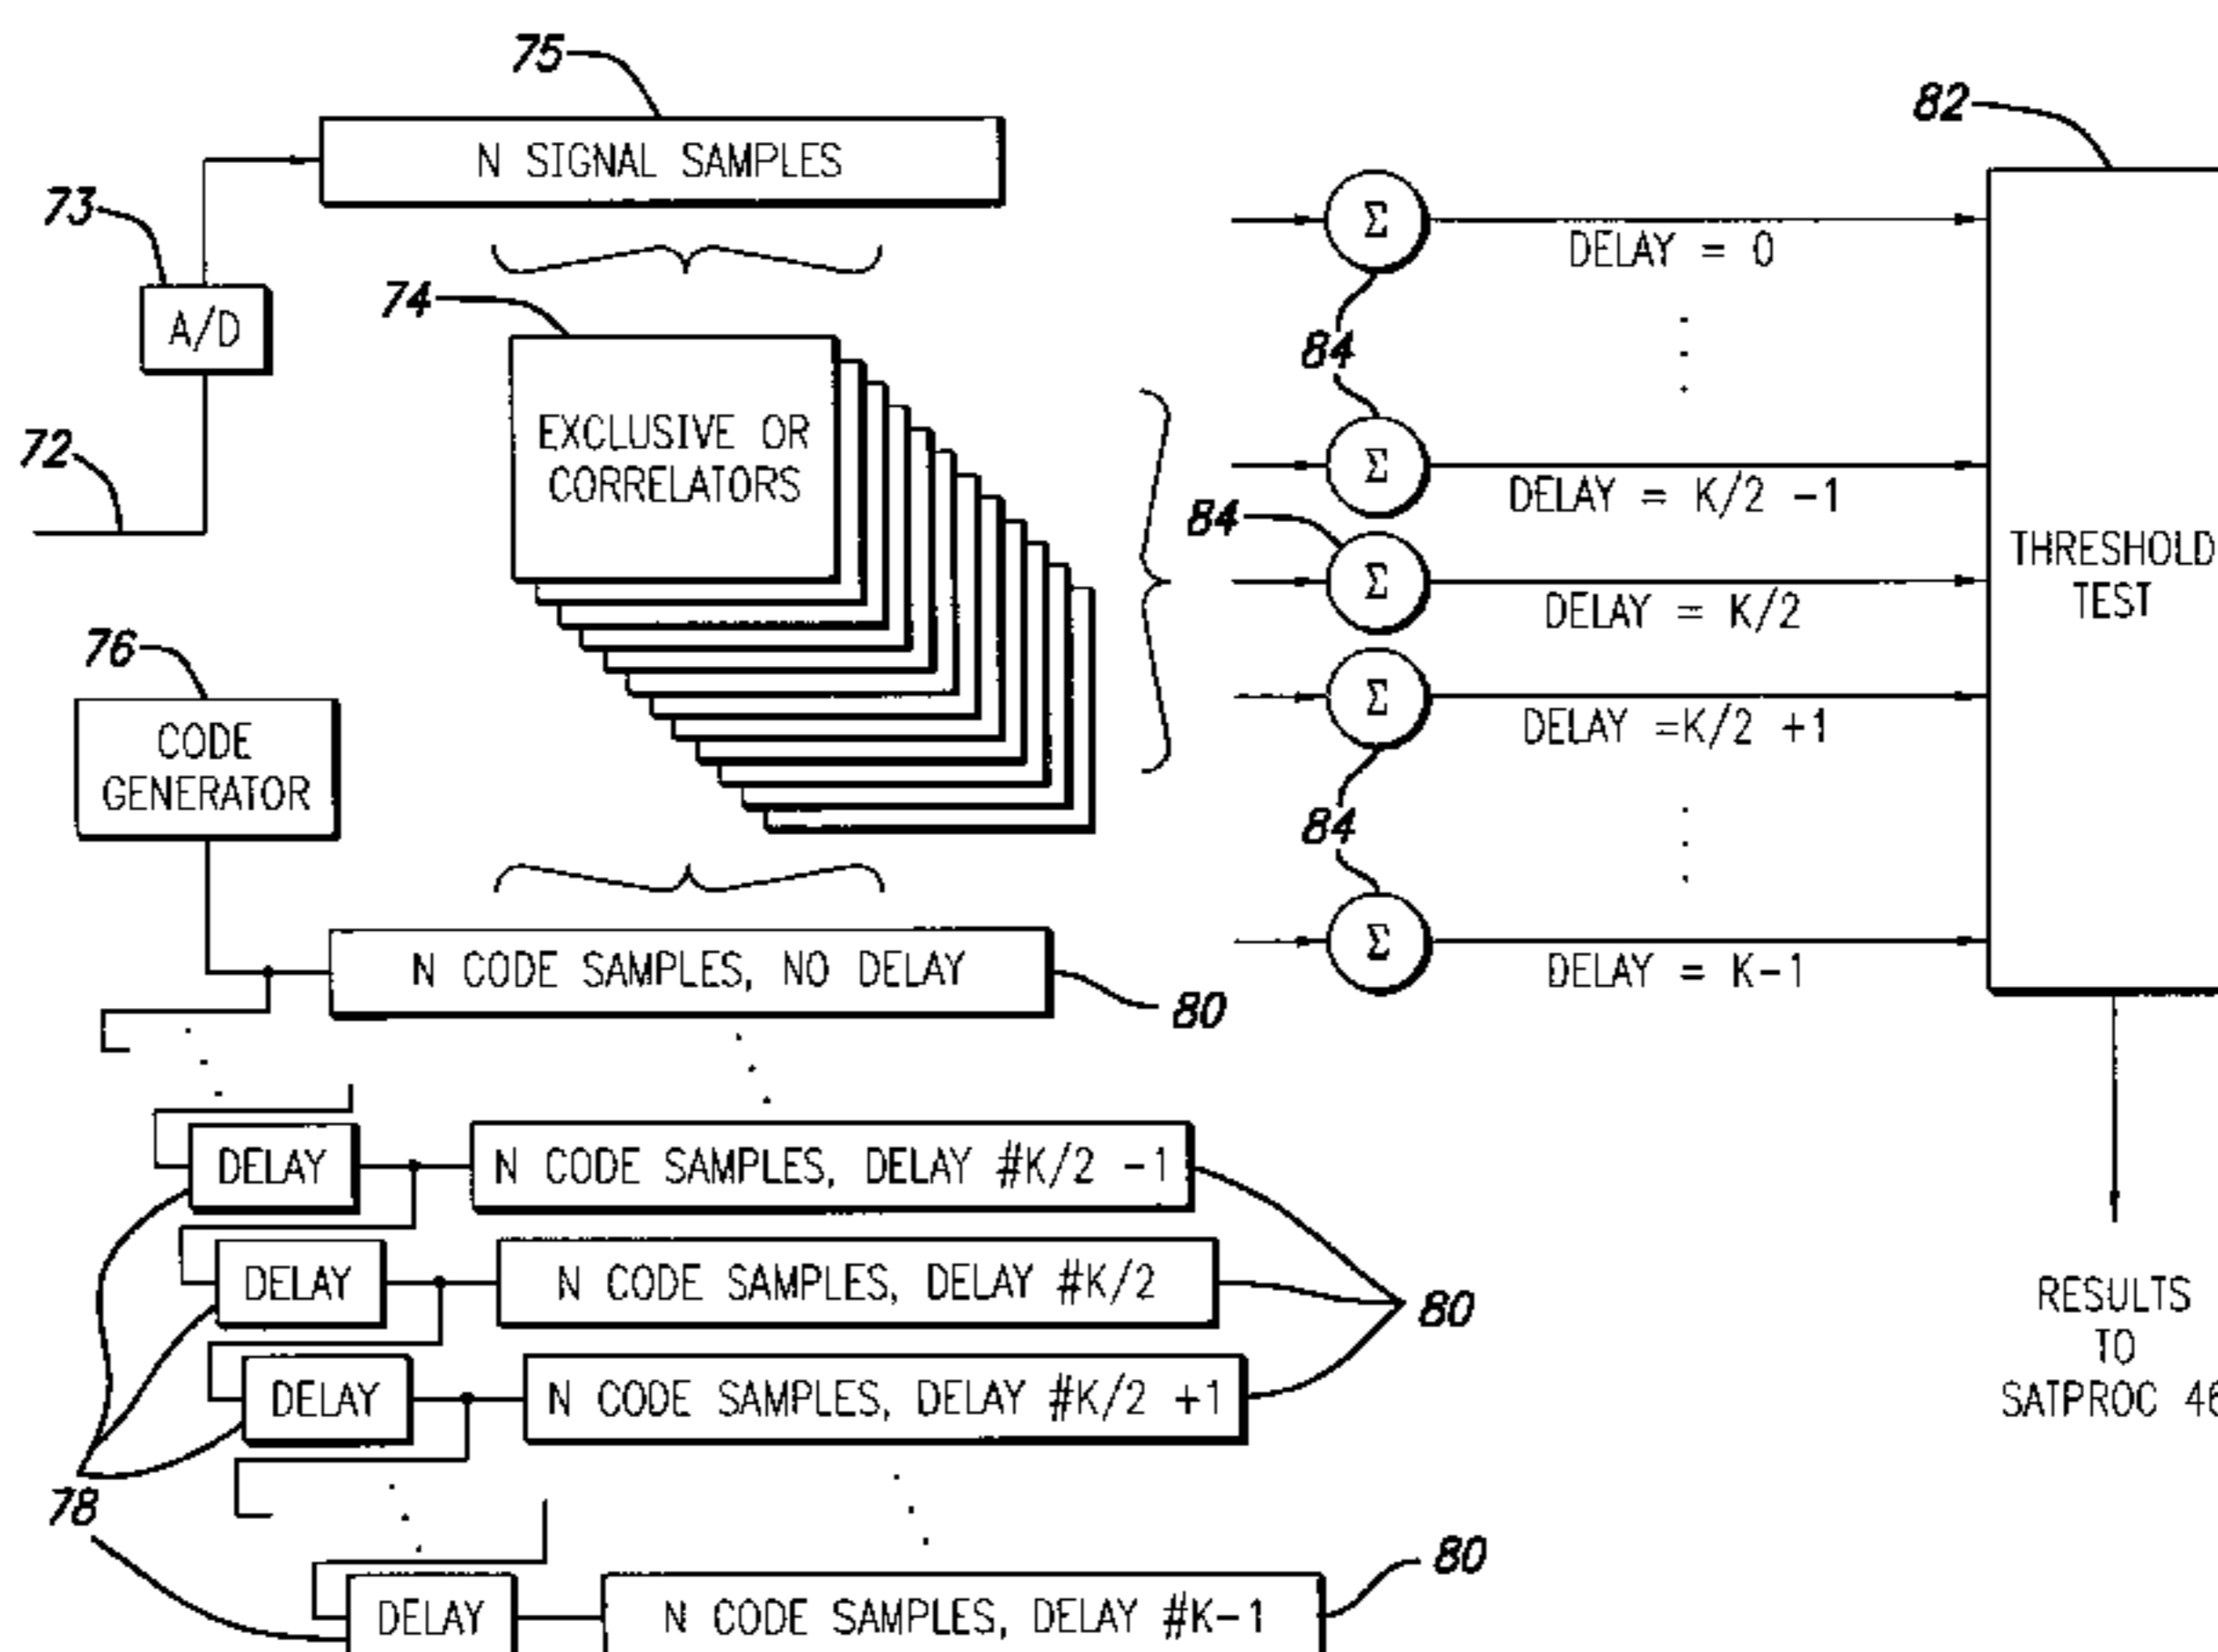 75
N SIGNAL SAMPLES
73
A/D
72
74
EXCLUSIVE OR
CORRELATORS
76
CODE
GENERATOR
N CODE SAMPLES, NO DELAY
80
DELAY
N CODE SAMPLES, DELAY #K/2 -1
DELAY
N CODE SAMPLES, DELAY #K/2
80
DELAY
N CODE SAMPLES, DELAY #K/2 +1
78
DELAY
N CODE SAMPLES, DELAY #K-1
80
Σ
DELAY = 0
84
Σ
DELAY = K/2 -1
84
Σ
DELAY = K/2
Σ
DELAY =K/2 +1
84
Σ
DELAY = K-1
82
THRESHOLD
TEST
RESULTS
TO
SATPROC 46